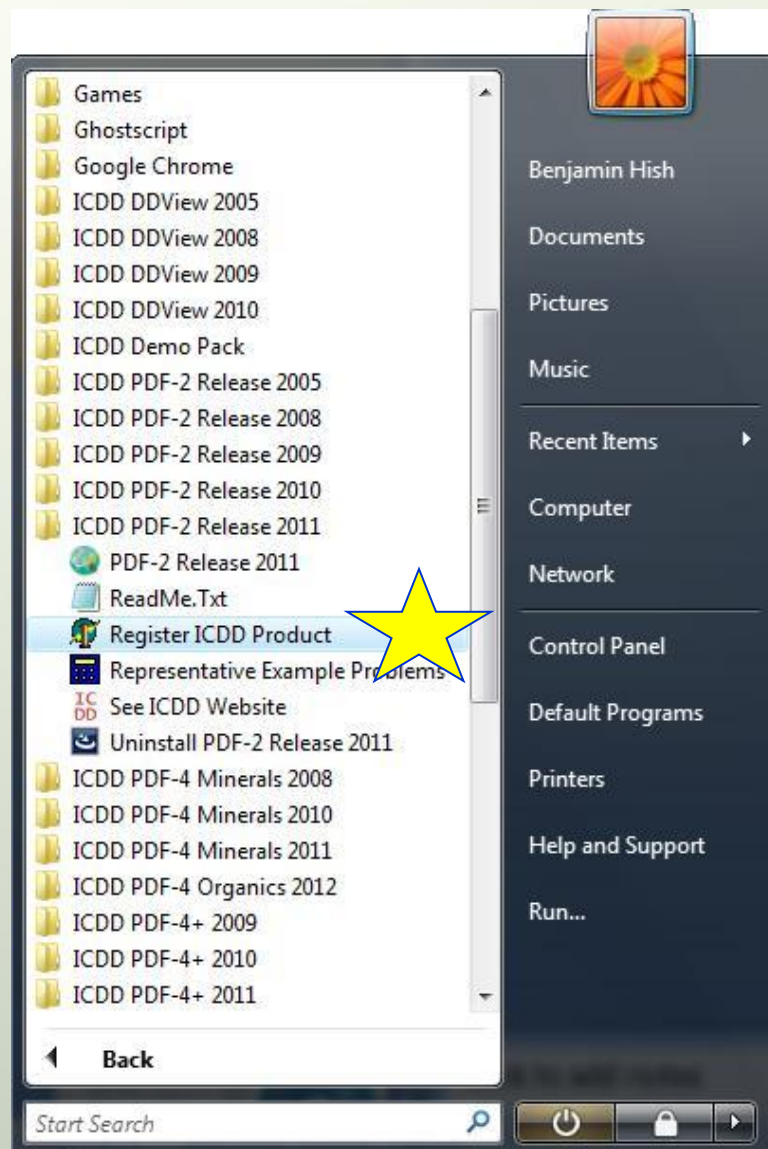 Games
Ghostscript
Google Chrome
ICDD DDView 2005
ICDD DDView 2008
ICDD DDView 2009
ICDD DDView 2010
ICDD Demo Pack
ICDD PDF-2 Release 2005
ICDD PDF-2 Release 2008
ICDD PDF-2 Release 2009
ICDD PDF-2 Release 2010
ICDD PDF-2 Release 2011
PDF-2 Release 2011
ReadMe.Txt
Register ICDD Product
Representative Example Problems
IC
DD
See ICDD Website
Uninstall PDF-2 Release 2011
ICDD PDF-4 Minerals 2008
ICDD PDF-4 Minerals 2010
ICDD PDF-4 Minerals 2011
ICDD PDF-4 Organics 2012
ICDD PDF-4+ 2009
ICDD PDF-4+ 2010
ICDD PDF-4+ 2011
Back
Start Search
Benjamin Hish
Documents
Pictures
Music
Recent Items
Computer
Network
Control Panel
Default Programs
Printers
Help and Support
Run...